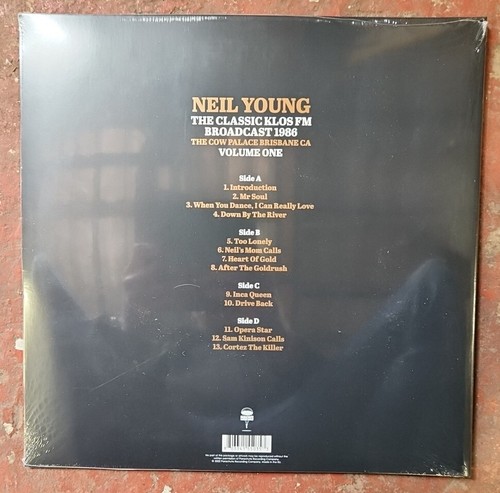 NEIL YOUNG
THE CLASSIC KLOS FM
BROADCAST 1986
THE COW PALACE BRISBANE CA
VOLUME ONE
Side A
1. Introduction
2. Mr Soul
3. When You Dance, I Can Really Love
4. Down By The River
Side B
5. Too Lonely
6. Neil's Mom Calls
7. Heart Of Gold
8. After The Goldrush
Side C
9. Inca Queen
10. Drive Back
Side D
11. Opera Star
12. Sam Kinison Calls
13. Cortez The Killer